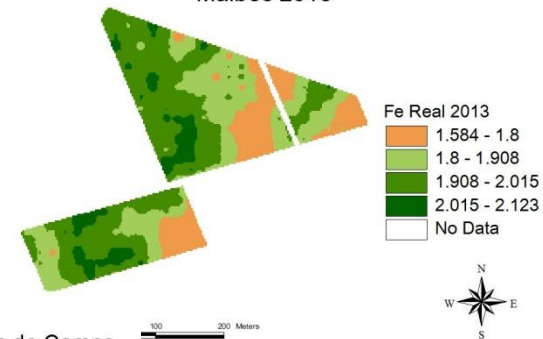 Fe Real 2013
1.584 - 1.8
1.8 - 1.908
1.908 - 2.015
2.015 - 2.123
No Data
N
W E
S
100 200 Meters